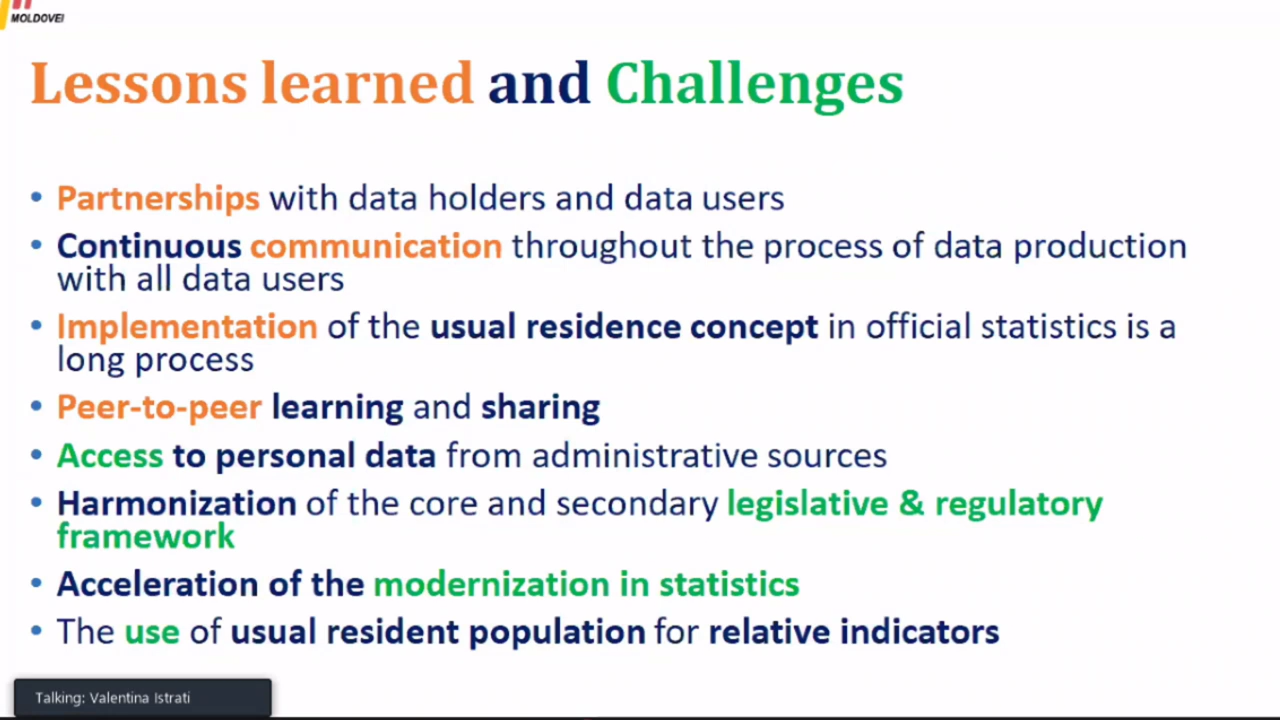 MOLDOVEI
Lessons learned and Challenges
• Partnerships with data holders and data users
• Continuous communication throughout the process of data production
with all data users
• Implementation of the usual residence concept in official statistics is a
long process
• Peer-to-peer learning and sharing
• Access to personal data from administrative sources
• Harmonization of the core and secondary legislative & regulatory
framework
• Acceleration of the modernization in statistics
• The use of usual resident population for relative indicators
Talking: Valentina Istrati